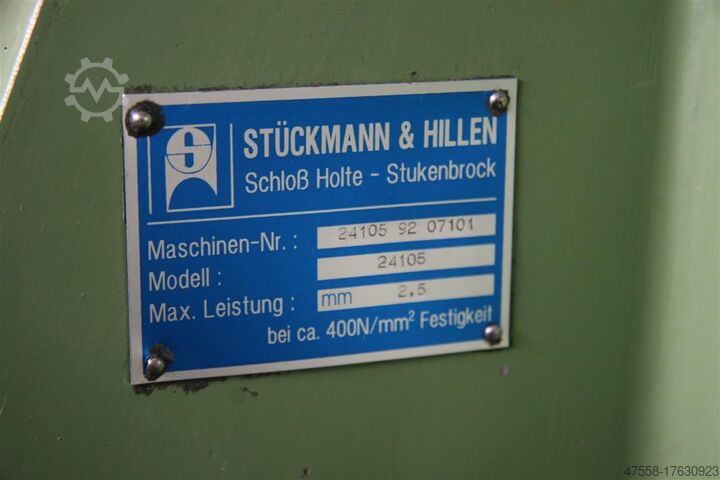 STÜCKMANN & HILLEN
Schloß Holte - Stukenbrock
Maschinen-Nr.: 24105 92 07101
Modell: 24105
Max. Leistung: mm 2.5
bei ca. 400N/mm² Festigkeit
47558-17630923